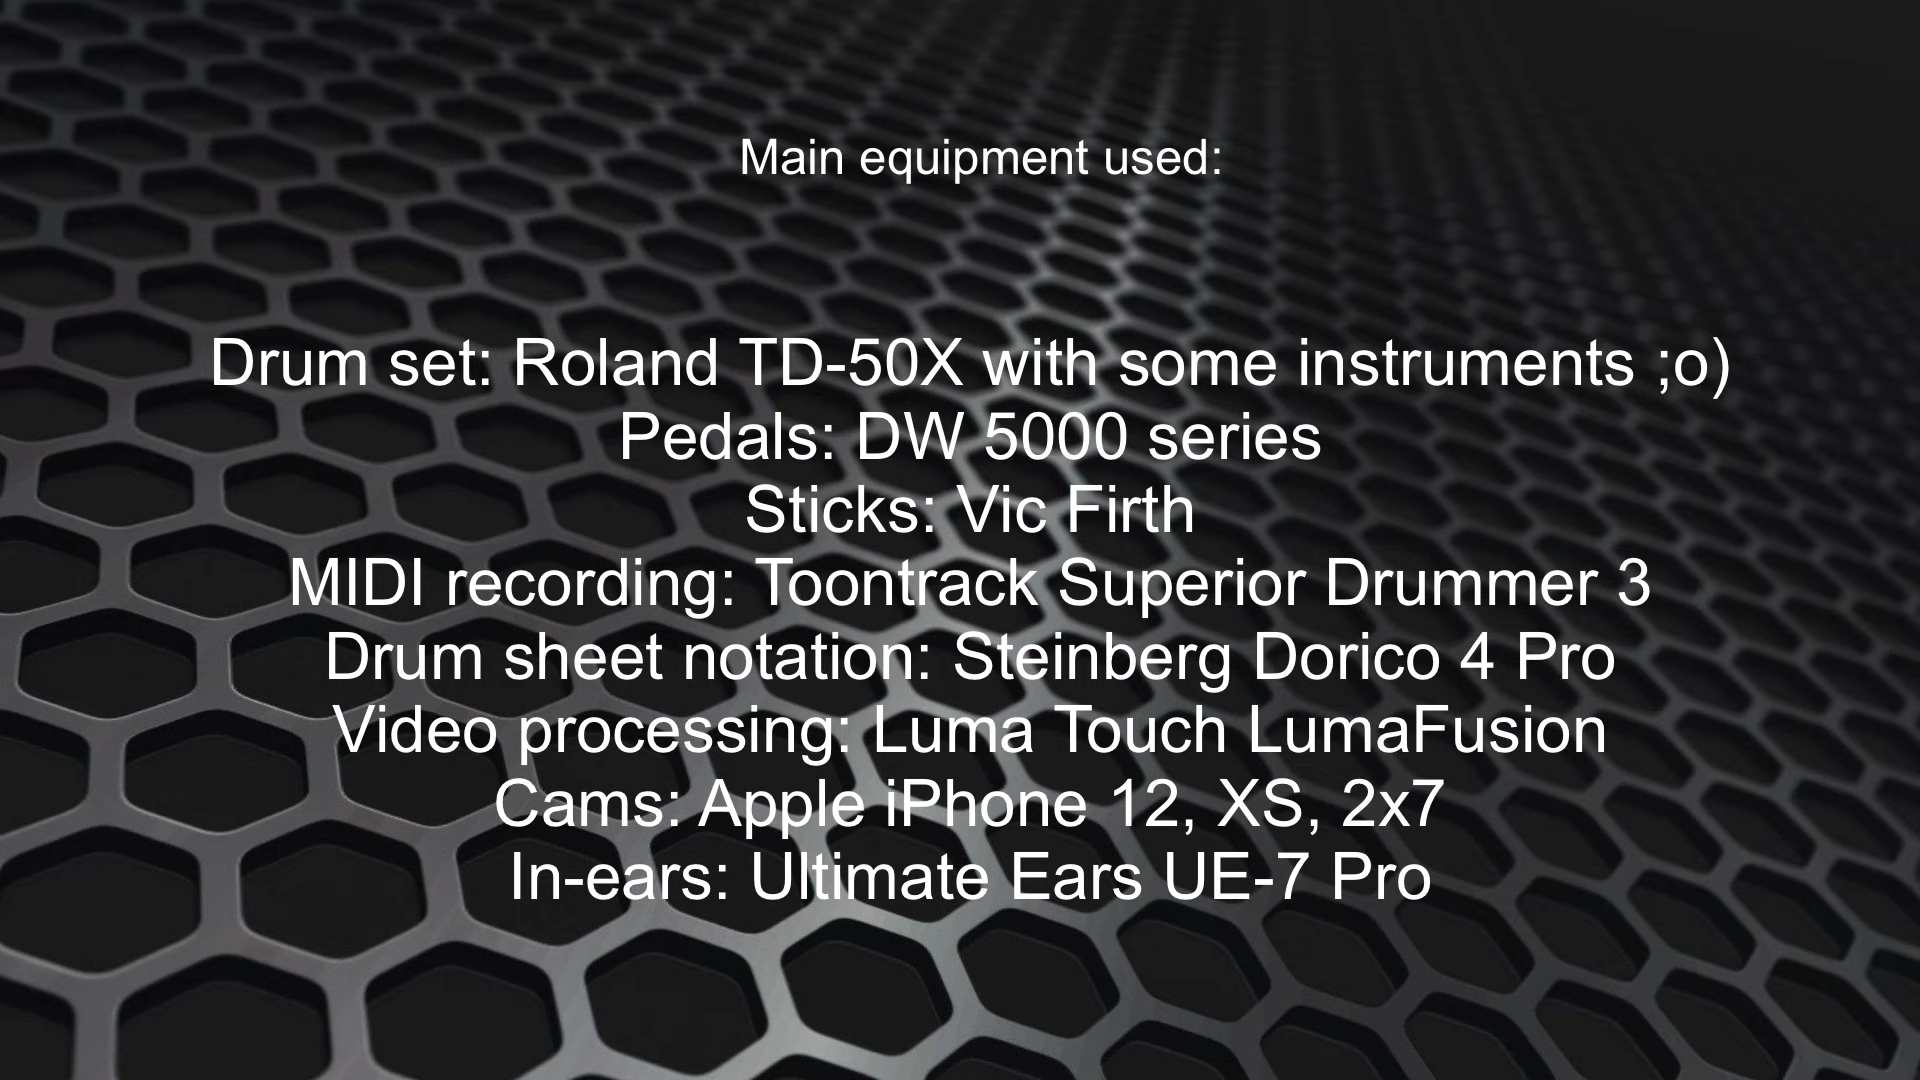 Main equipment used:
Drum set: Roland TD-50X with some instruments ;o)
Pedals: DW 5000 series
Sticks: Vic Firth
MIDI recording: Toontrack Superior Drummer 3
Drum sheet notation: Steinberg Dorico 4 Pro
Video processing: Luma Touch LumaFusion
Cams: Apple iPhone 12, XS, 2x7
In-ears: Ultimate Ears UE-7 Pro